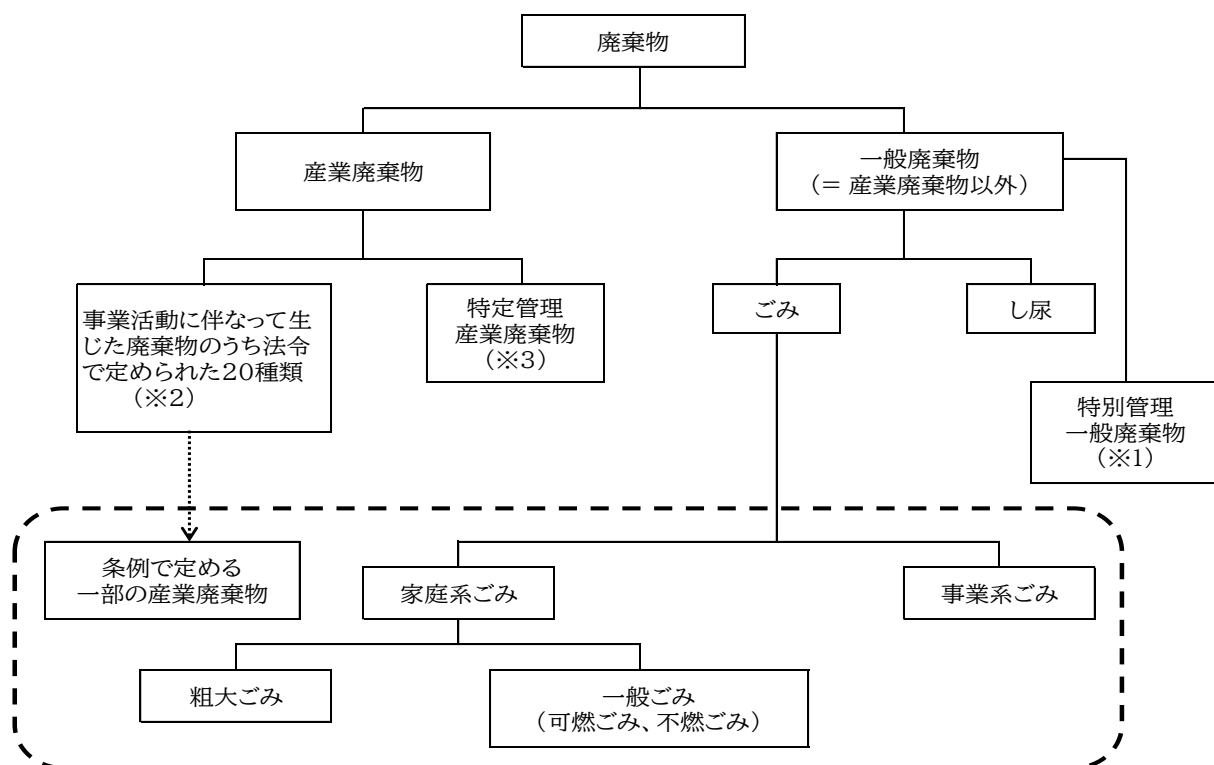 廃棄物
産業廃棄物
一般廃棄物
(＝ 産業廃棄物以外)
事業活動に伴なって生
じた廃棄物のうち法令
で定められた20種類
(※2)
特定管理
産業廃棄物
(※3)
ごみ
し尿
特別管理
一般廃棄物
(※1)
条例で定める
一部の産業廃棄物
家庭系ごみ
事業系ごみ
粗大ごみ
一般ごみ
(可燃ごみ、不燃ごみ)